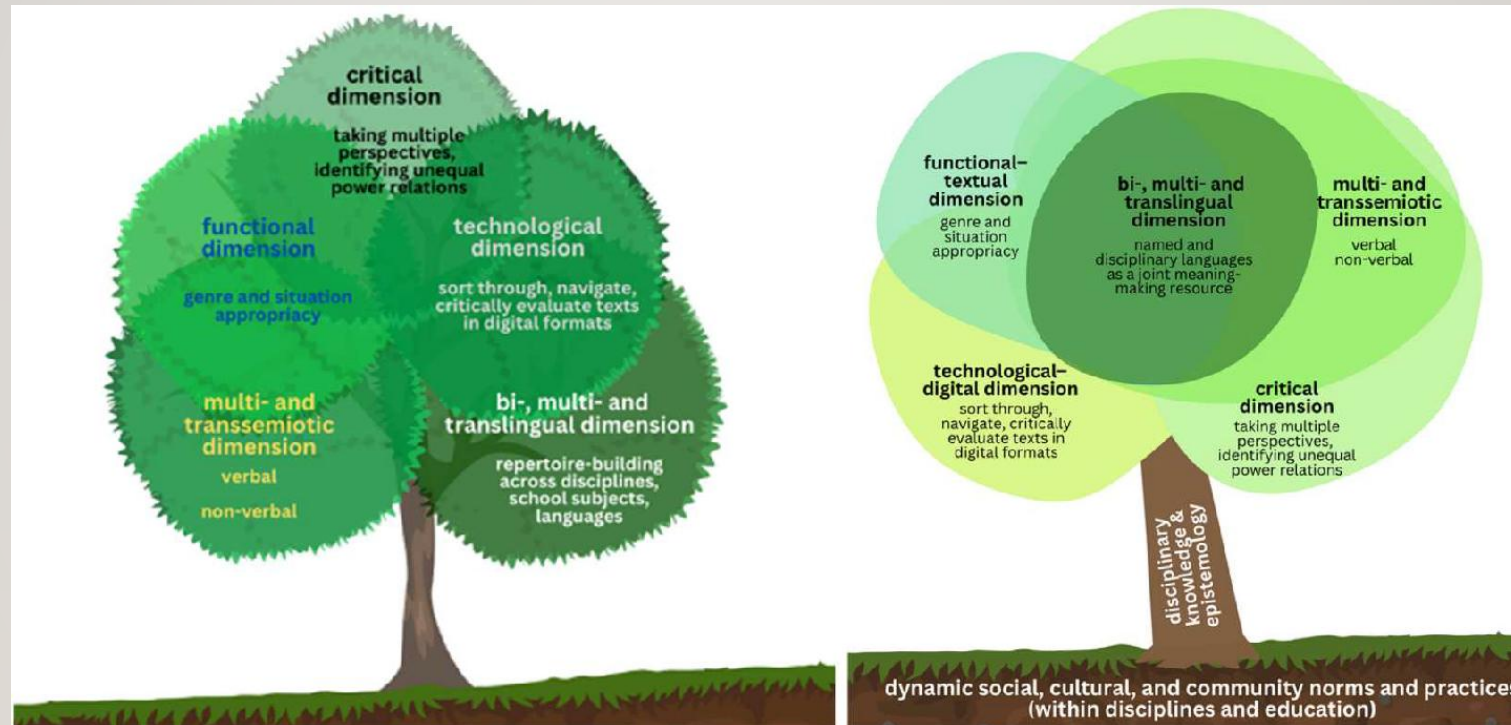 critical
dimension
taking multiple
perspectives,
identifying unequal
power relations
functional
dimension
genre and situation
appropriacy
technological
dimension
sort through, navigate,
critically evaluate texts
in digital formats
multi- and
transsemiotic
dimension
verbal
non-verbal
bi-, multi- and
translingual dimension
repertoire-building
across disciplines,
school subjects,
languages
functional–
textual
dimension
genre and
situation
appropriacy
bi-, multi- and
translingual
dimension
named and
disciplinary languages
as a joint meaning-
making resource
multi- and
transsemiotic
dimension
verbal
non-verbal
technological–
digital dimension
sort through,
navigate, critically
evaluate texts in
digital formats
critical
dimension
taking multiple
perspectives,
identifying unequal
power relations
disciplinary
knowledge &
epistemology
dynamic social, cultural, and community norms and practices
(within disciplines and education)